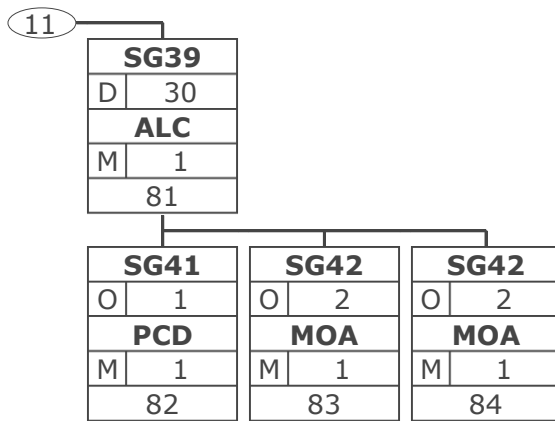 11
SG39
D 30
ALC
M 1
81
SG41 SG42 SG42
O 1 O 2 O 2
PCD MOA MOA
M 1 M 1 M 1
82 83 84